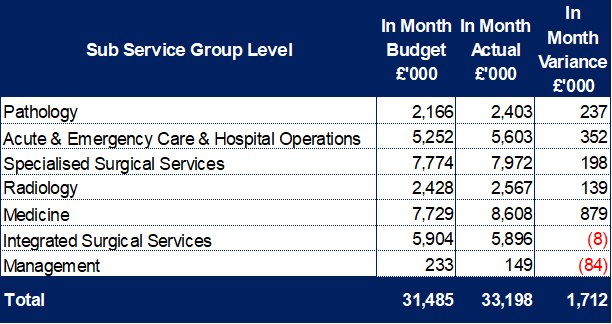 Sub Service Group Level In Month Budget £'000 In Month Actual £'000 In Month Variance £'000
Pathology 2,166 2,403 237
Acute & Emergency Care & Hospital Operations 5,252 5,603 352
Specialised Surgical Services 7,774 7,972 198
Radiology 2,428 2,567 139
Medicine 7,729 8,608 879
Integrated Surgical Services 5,904 5,896 (8)
Management 233 149 (84)
Total 31,485 33,198 1,712